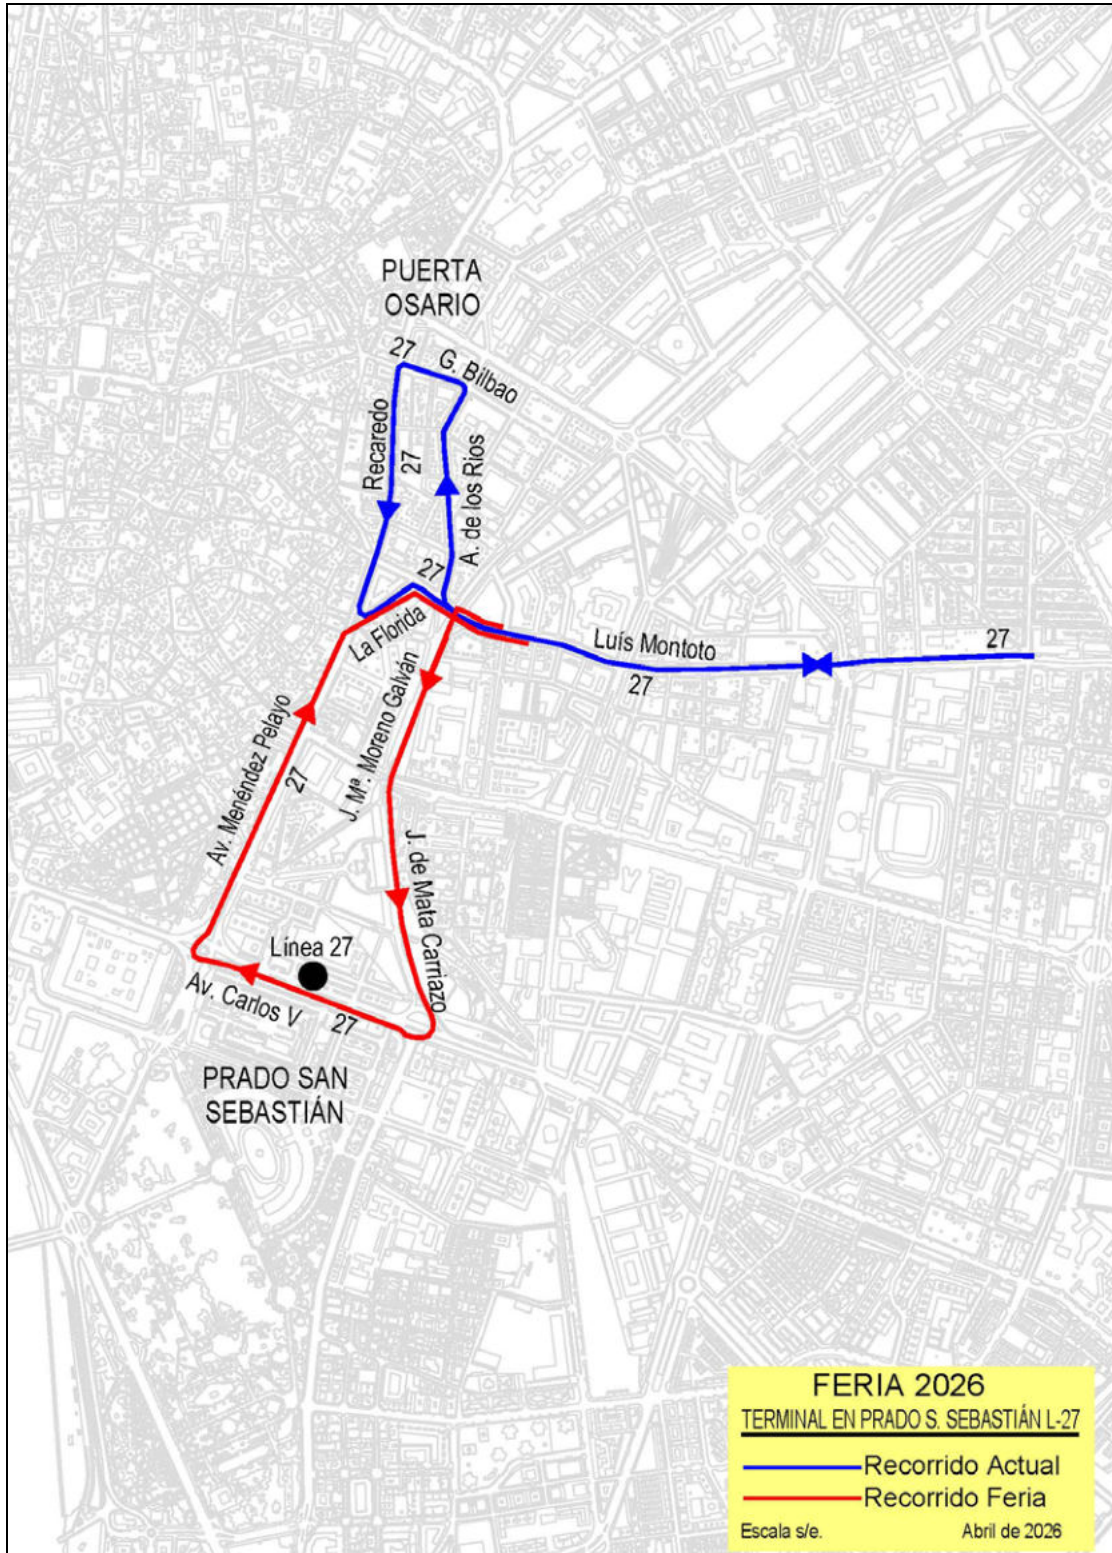 PUERTA
OSARIO
27
G. Bilbao
Recaredo
27
A. de los Rios
27
La Florida
Luís Montoto
27
27
J. Mª. Moreno Galván
Av. Menéndez Pelayo
27
J. de Mata Carriazo
Línea 27
Av. Carlos V
27
PRADO SAN
SEBASTIÁN
FERIA 2026
TERMINAL EN PRADO S. SEBASTIÁN L-27
Recorrido Actual
Recorrido Feria
Escala s/e.
Abril de 2026